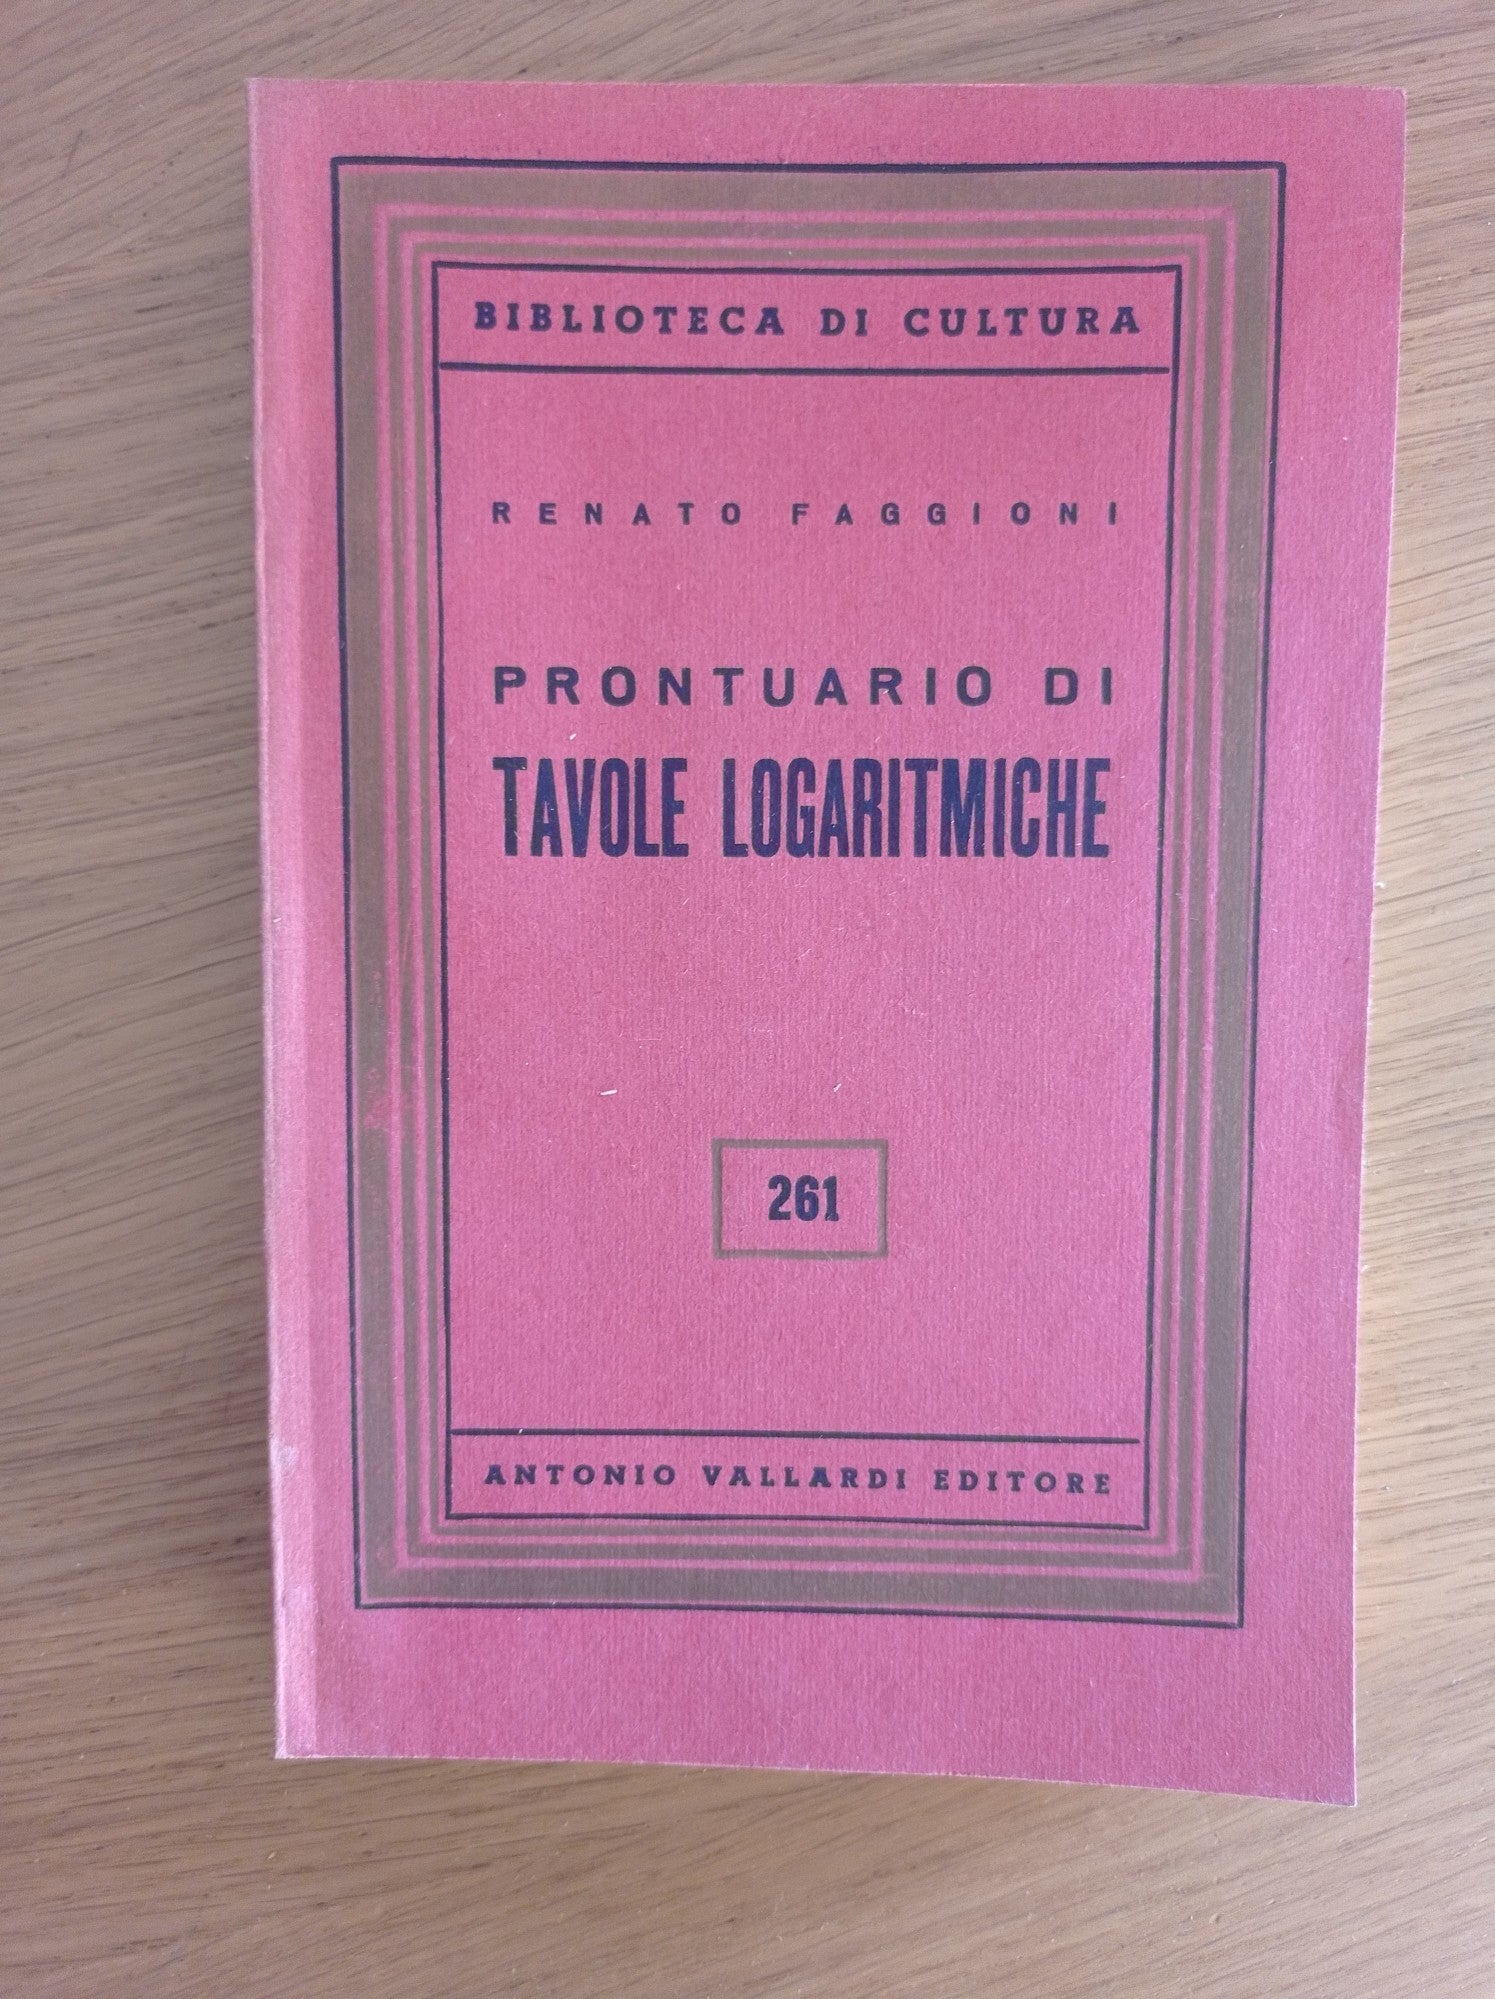 BIBLIOTECA DI CULTURA
RENATO FAGGIONI
PRONTUARIO DI
TAVOLE LOGARITMICHE
261
ANTONIO VALLARDI EDITORE